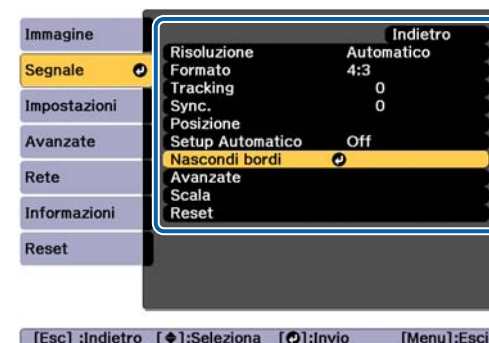 Immagine
Segnale
Impostazioni
Avanzate
Rete
Informazioni
Reset
Indietro
Risoluzione Automatico
Formato 4:3
Tracking 0
Sync. 0
Posizione
Setup Automatico Off
Nascondi bordi
Avanzate
Scala
Reset
[Esc] :Indietro [◆]:Seleziona [⏎]:Invio [Menu]:Esci